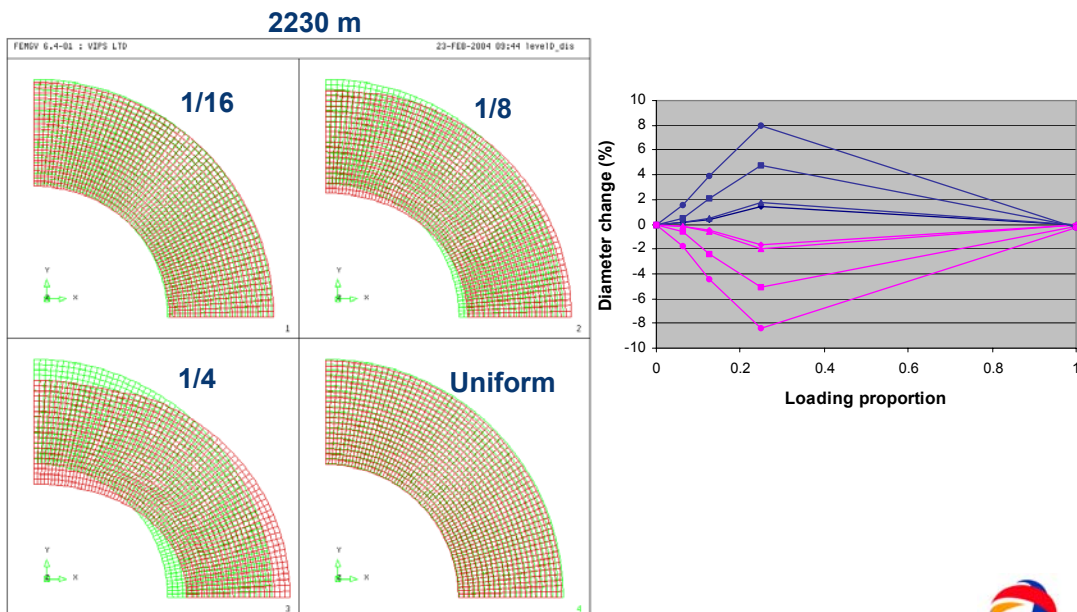 2230 m
FEMGV 6.4-01 : VIPS LTD
23-FEB-2004 09:44 levelD_dis
1/16
Y
X
1
1/8
Y
X
2
1/4
Y
X
3
Uniform
Y
X
4
Diameter change (%)
10
8
6
4
2
0
-2
-4
-6
-8
-10
0 0.2 0.4 0.6 0.8 1
Loading proportion